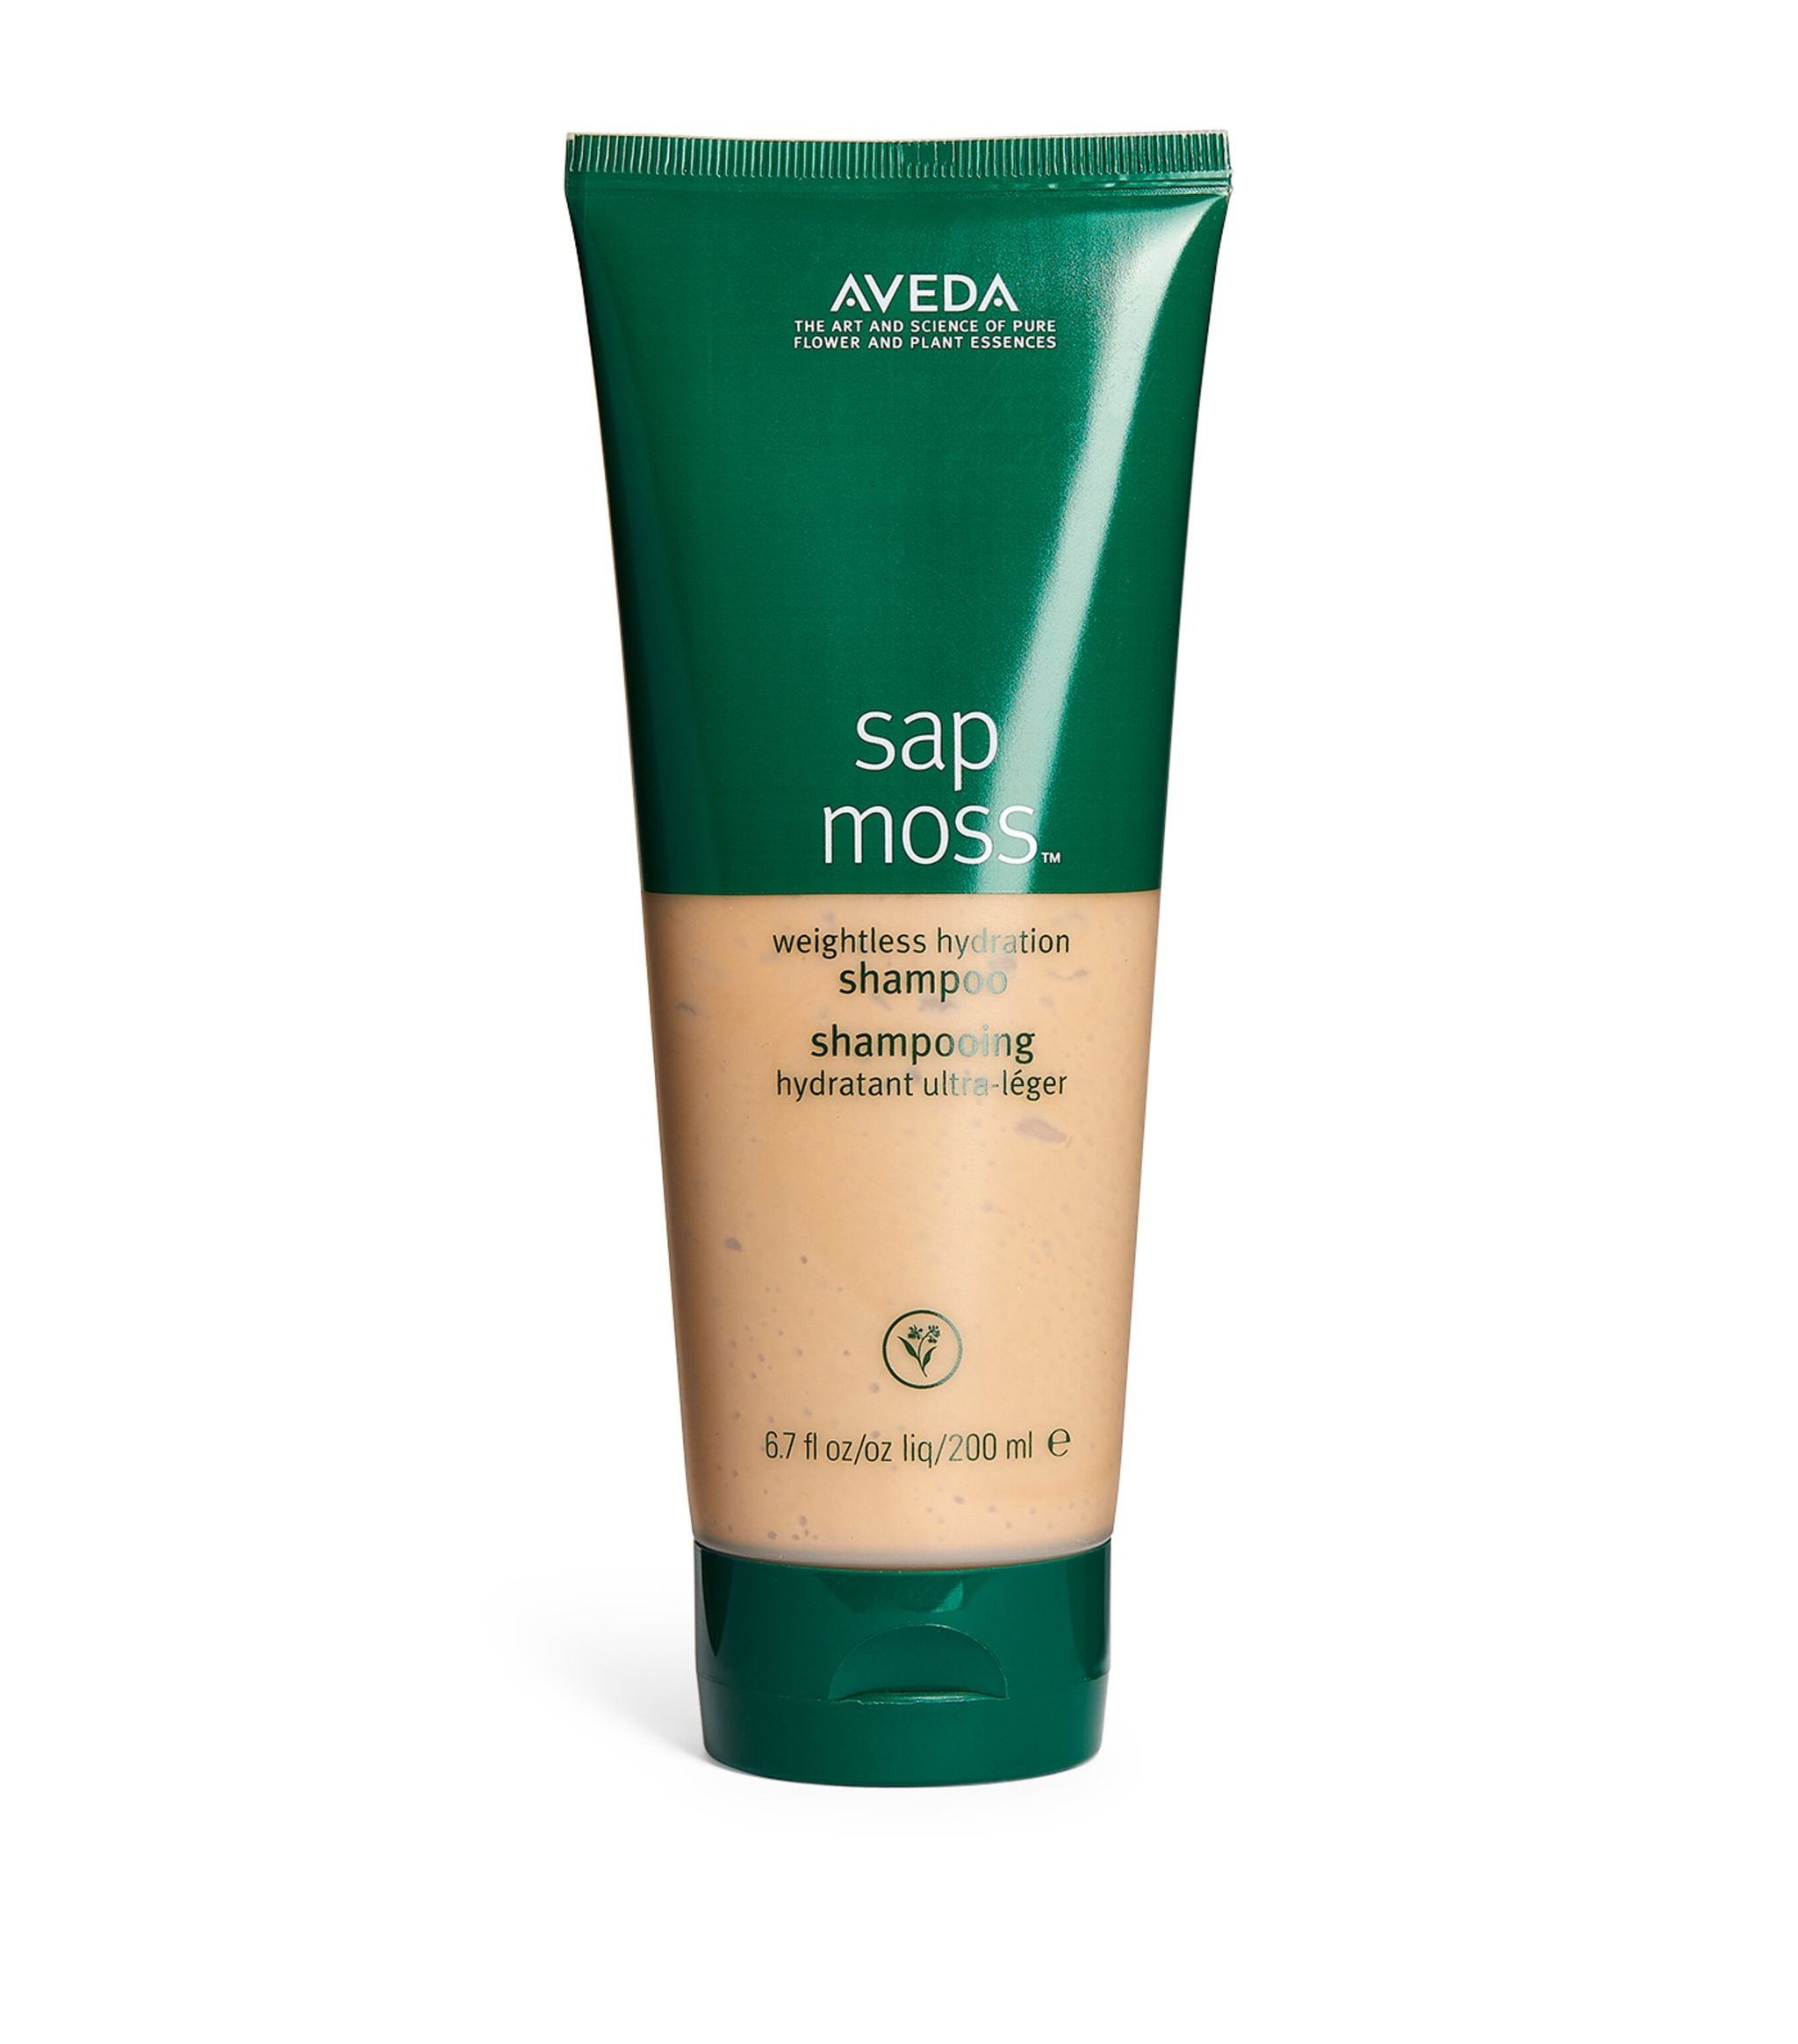 AVEDA
THE ART AND SCIENCE OF PURE
FLOWER AND PLANT ESSENCES
sap
moss™
weightless hydration
shampoo
shampooing
hydratant ultra-léger
6.7 fl oz/oz liq/200 ml ℮